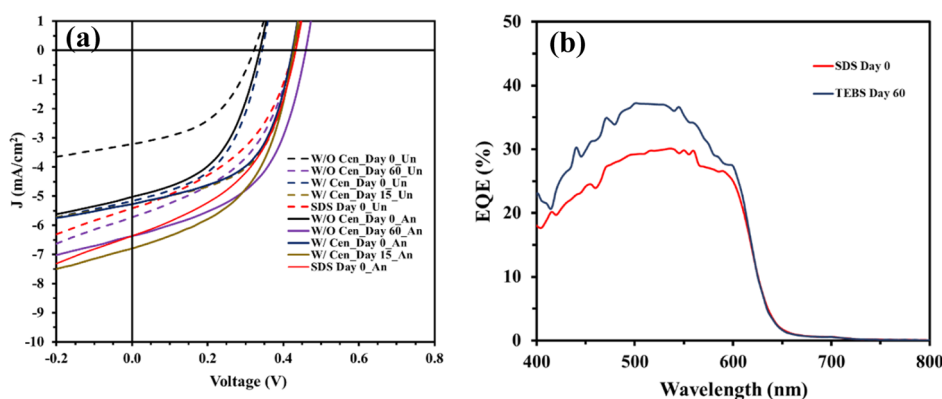 (a)
1
0
-1
-2
-3
-4
-5
-6
-7
-8
-9
-10
J (mA/cm²)
W/O Cen_Day 0_Un
W/O Cen_Day 60_Un
W/ Cen_Day 0_Un
W/ Cen_Day 15_Un
SDS Day 0_Un
W/O Cen_Day 0_An
W/O Cen_Day 60_An
W/ Cen_Day 0_An
W/ Cen_Day 15_An
SDS Day 0_An
-0.2 0.0 0.2 0.4 0.6 0.8
Voltage (V)
(b)
50
40
30
20
10
0
EQE (%)
SDS Day 0
TEBS Day 60
400 500 600 700 800
Wavelength (nm)